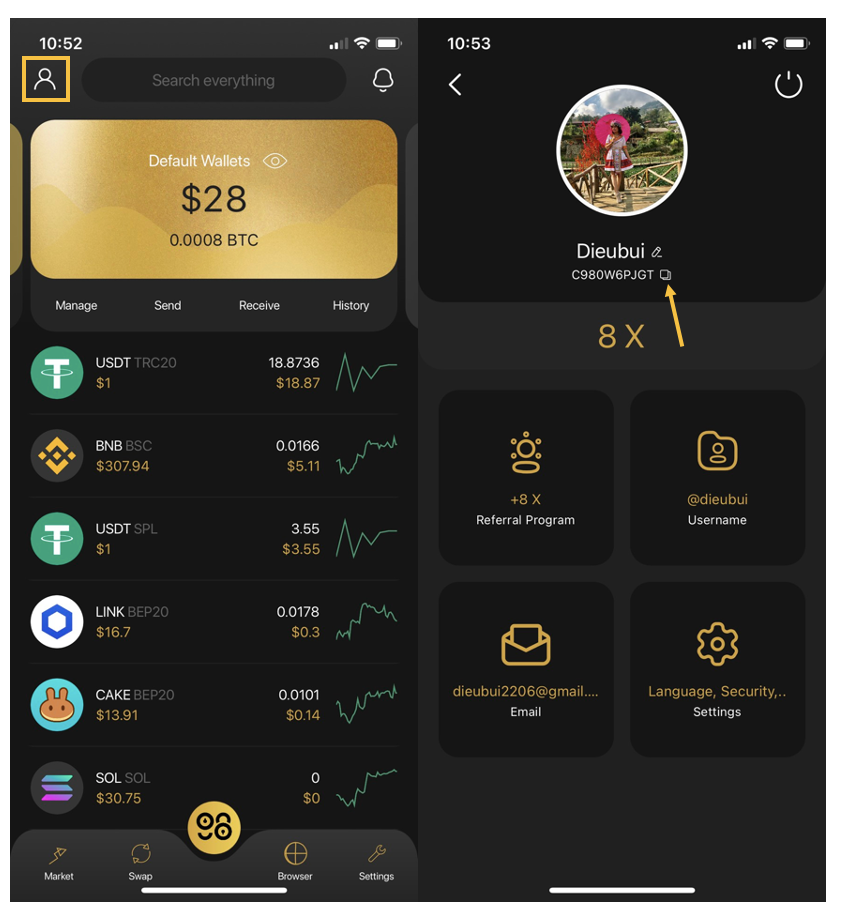 10:52
Search everything
Default Wallets
$28
0.0008 BTC
Manage Send Receive History
USDT TRC20 18.8736
$1 $18.87
BNB BSC 0.0166
$307.94 $5.11
USDT SPL 3.55
$1 $3.55
LINK BEP20 0.0178
$16.7 $0.3
CAKE BEP20 0.0101
$13.91 $0.14
SOL SOL 0
$30.75 $0
98
Market Swap Browser Settings
10:53
Dieubui
C980W6PJGT
8 X
+8 X
Referral Program
@dieubui
Username
dieubui2206@gmail....
Email
Language, Security,..
Settings